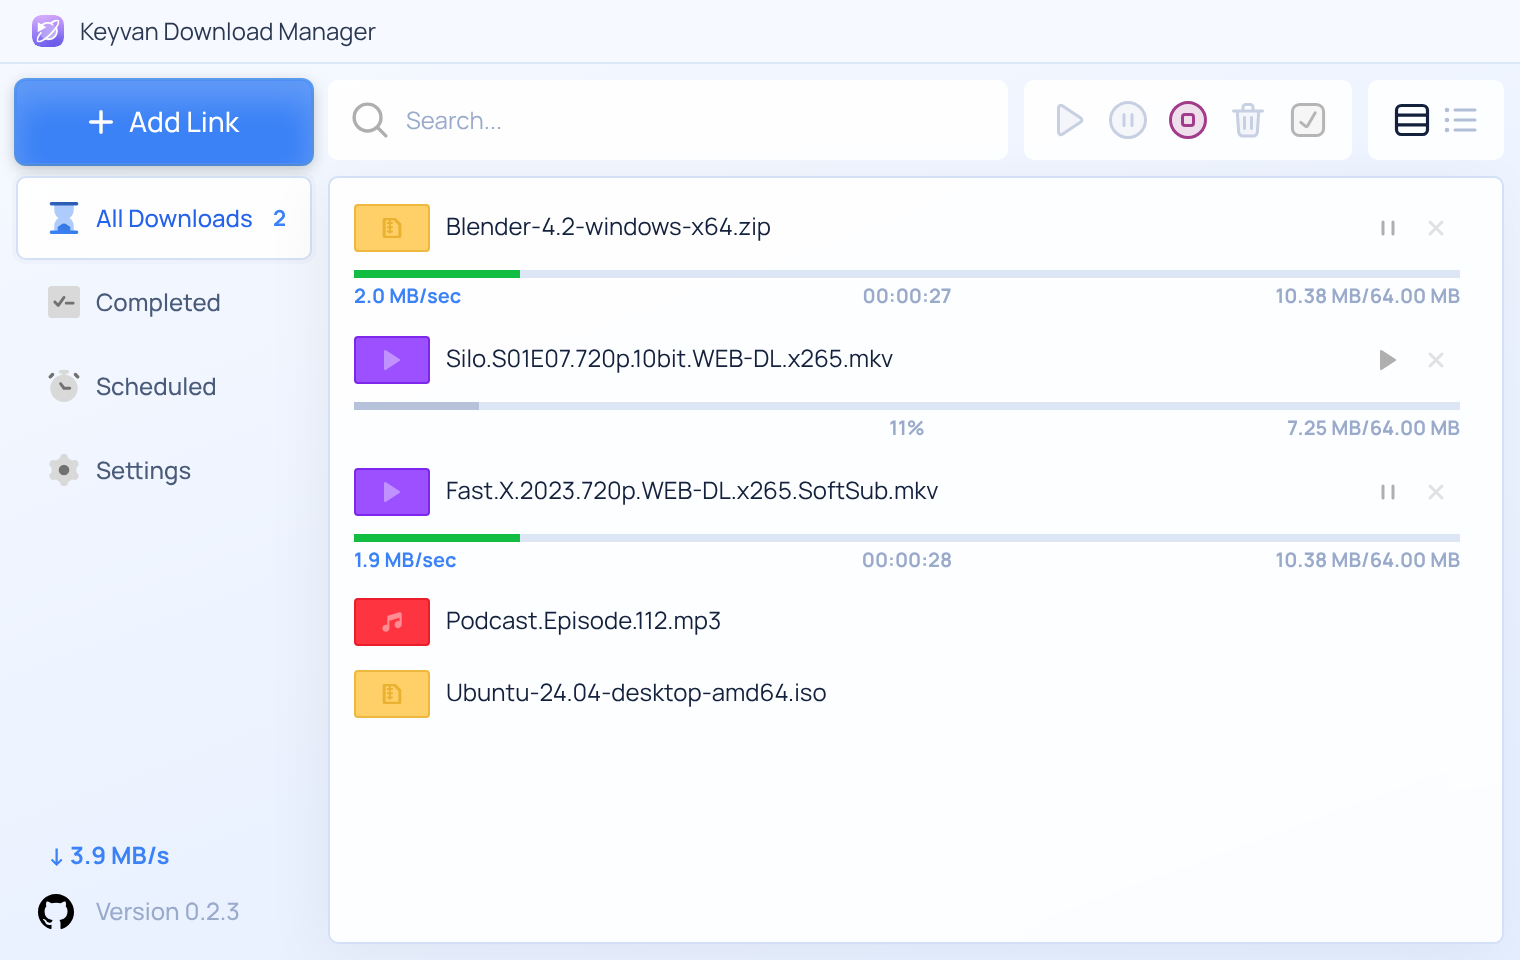 Keyvan Download Manager
+ Add Link
Search...
All Downloads 2
Completed
Scheduled
Settings
Blender-4.2-windows-x64.zip
2.0 MB/sec 00:00:27 10.38 MB/64.00 MB
Silo.S01E07.720p.10bit.WEB-DL.x265.mkv
11% 7.25 MB/64.00 MB
Fast.X.2023.720p.WEB-DL.x265.SoftSub.mkv
1.9 MB/sec 00:00:28 10.38 MB/64.00 MB
Podcast.Episode.112.mp3
Ubuntu-24.04-desktop-amd64.iso
↓ 3.9 MB/s
Version 0.2.3